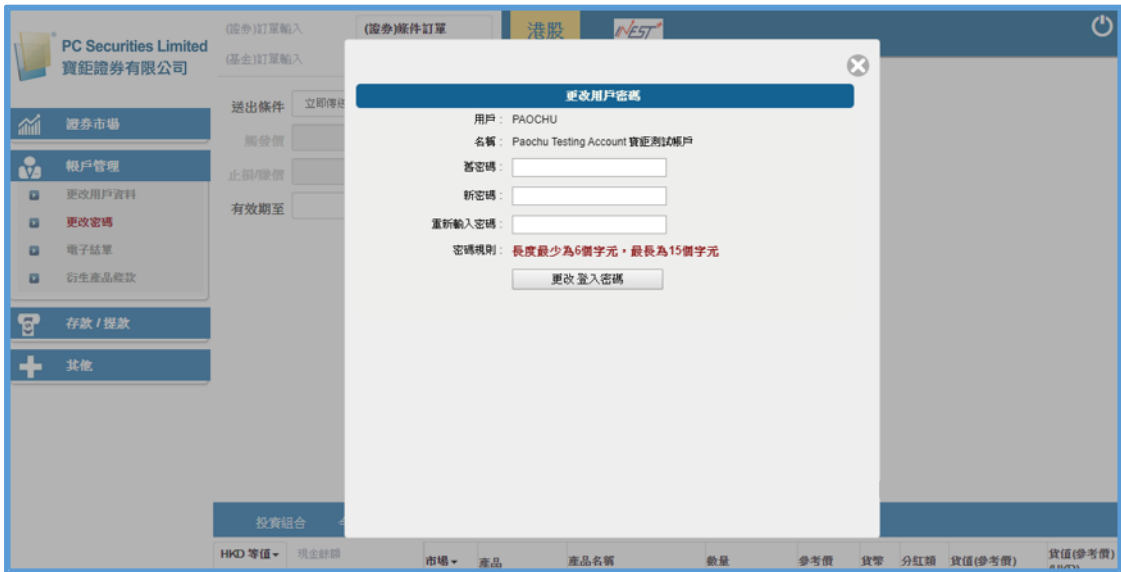 PC Securities Limited
寶鉅證券有限公司
(證券)訂單輸入
(證券)條件訂單
港股
INVEST+
(基金)訂單輸入
送出條件
立即傳送
觸發價
止損/賺價
有效期至
證券市場
帳戶管理
更改用戶資料
更改密碼
電子結單
衍生產品條款
存款 / 提款
其他
更改用戶密碼
用戶 : PAOCHU
名稱 : Paochu Testing Account 寶鉅測試帳戶
舊密碼 :
新密碼 :
重新輸入密碼 :
密碼規則 : 長度最少為6個字元，最長為15個字元
更改 登入密碼
投資組合
HKD 等值 現金餘額 市場 產品 產品名稱 數量 參考價 貨幣 分紅類 貨值(參考價) 貨值(參考價)